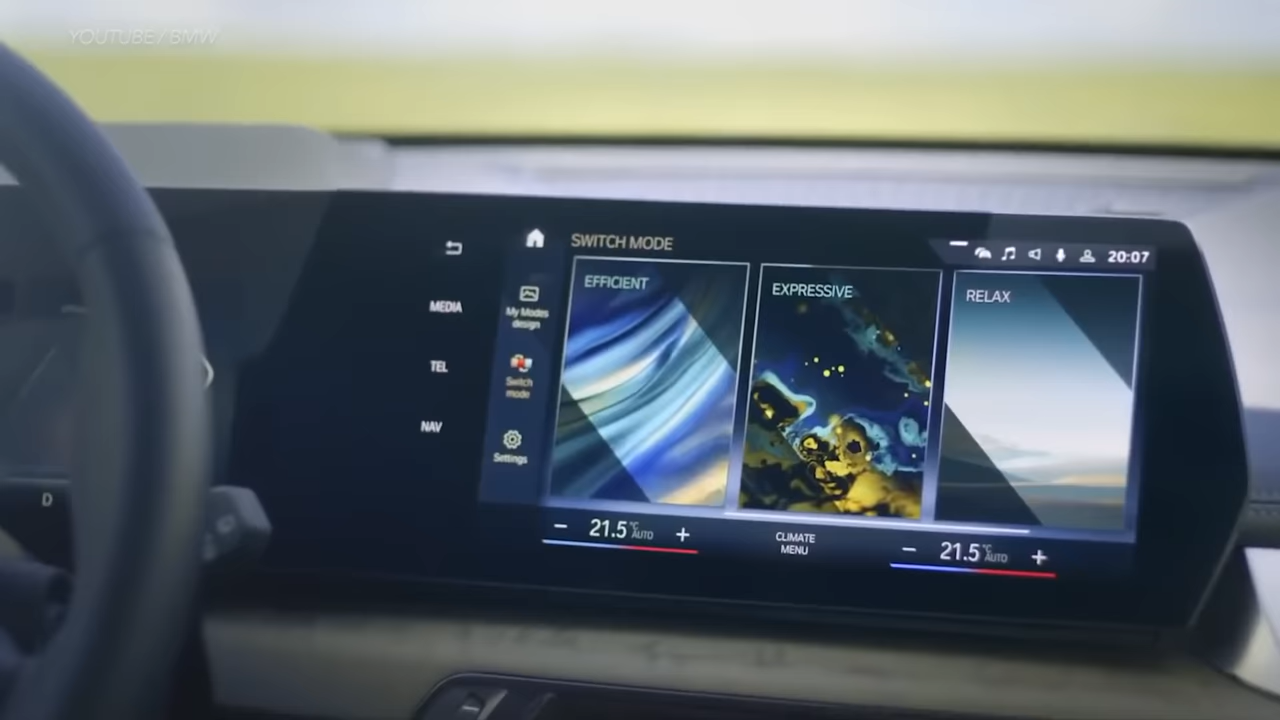 YOUTUBE/BMW
SWITCH MODE
20:07
EFFICIENT
EXPRESSIVE
RELAX
MEDIA
My Modes
design
TEL
Switch
mode
NAV
Settings
D
− 21.5 °C AUTO +
CLIMATE
MENU
− 21.5 °C AUTO +